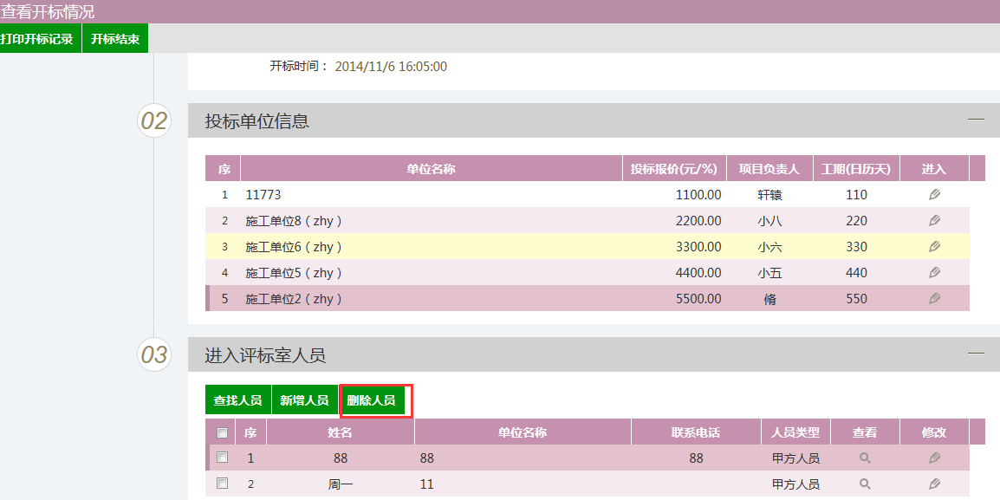 查看开标情况
打印开标记录 开标结束
开标时间： 2014/11/6 16:05:00
02 投标单位信息
序 单位名称 投标报价(元/%) 项目负责人 工期(日历天) 进入
1 11773 1100.00 轩辕 110
2 施工单位8（zhy） 2200.00 小八 220
3 施工单位6（zhy） 3300.00 小六 330
4 施工单位5（zhy） 4400.00 小五 440
5 施工单位2（zhy） 5500.00 脩 550
03 进入评标室人员
查找人员 新增人员 删除人员
序 姓名 单位名称 联系电话 人员类型 查看 修改
1 88 88 88 甲方人员
2 周一 11 甲方人员